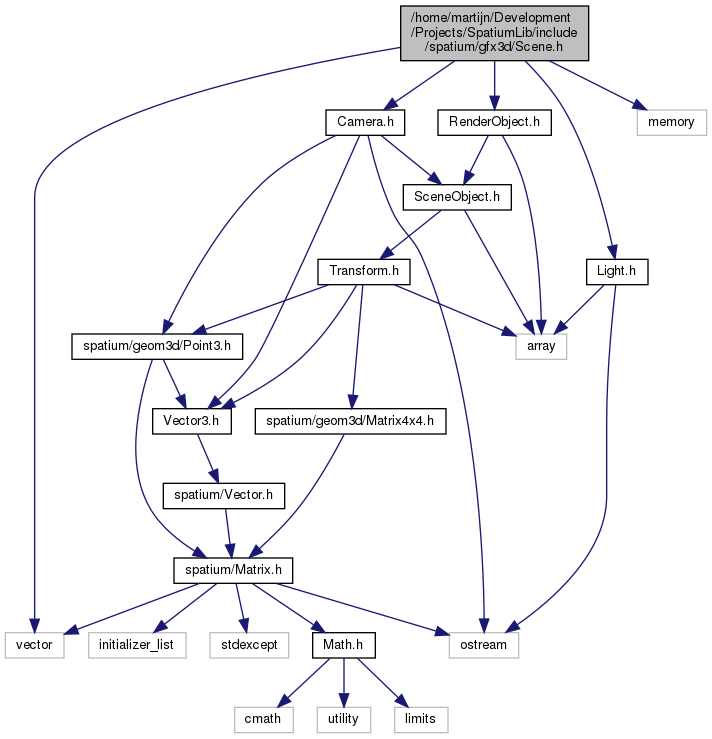 /home/martijn/Development
/Projects/SpatiumLib/include
/spatium/gfx3d/Scene.h
Camera.h
RenderObject.h
memory
SceneObject.h
Transform.h
Light.h
spatium/geom3d/Point3.h
array
Vector3.h
spatium/geom3d/Matrix4x4.h
spatium/Vector.h
spatium/Matrix.h
vector
initializer_list
stdexcept
Math.h
ostream
cmath
utility
limits